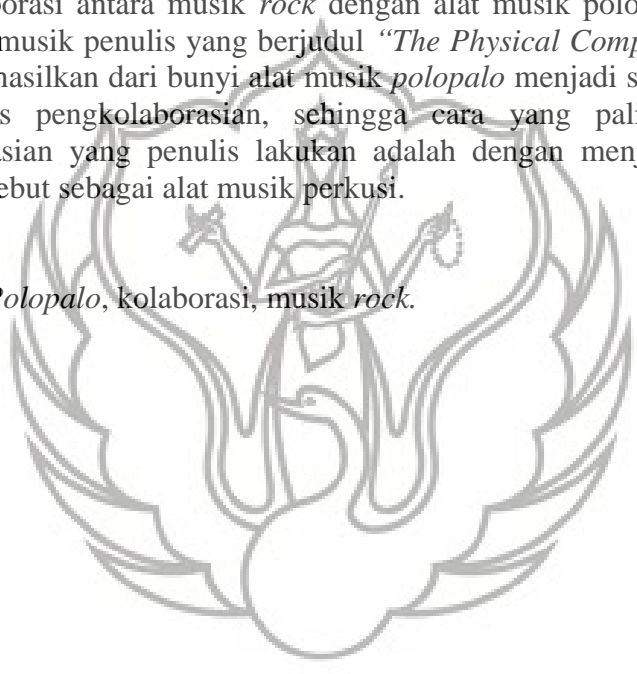 borasi antara musik rock dengan alat musik polo
musik penulis yang berjudul “The Physical Comp
hasilkan dari bunyi alat musik polopalo menjadi s
s pengkolaborasian, sehingga cara yang pali
asian yang penulis lakukan adalah dengan menj
ebut sebagai alat musik perkusi.
Polopalo, kolaborasi, musik rock.